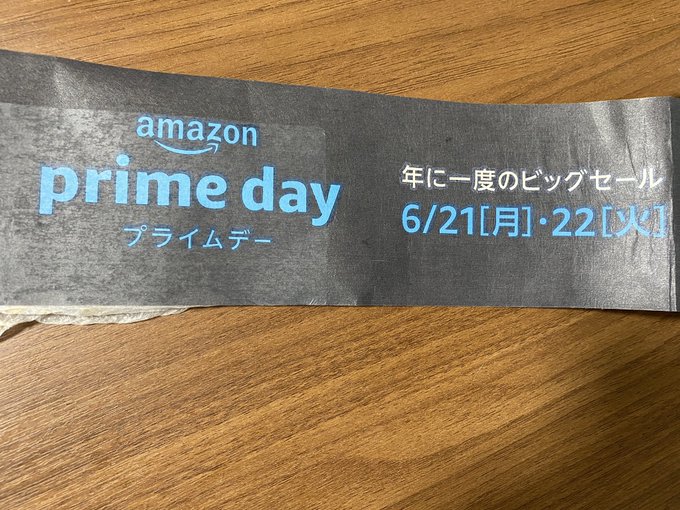 amazon
prime day
プライムデー
年に一度のビッグセール
6/21[月]・22[火]